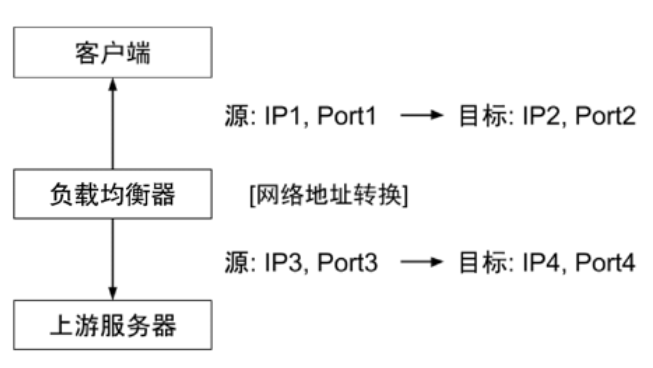 客户端
源: IP1, Port1 → 目标: IP2, Port2
负载均衡器 [网络地址转换]
源: IP3, Port3 → 目标: IP4, Port4
上游服务器